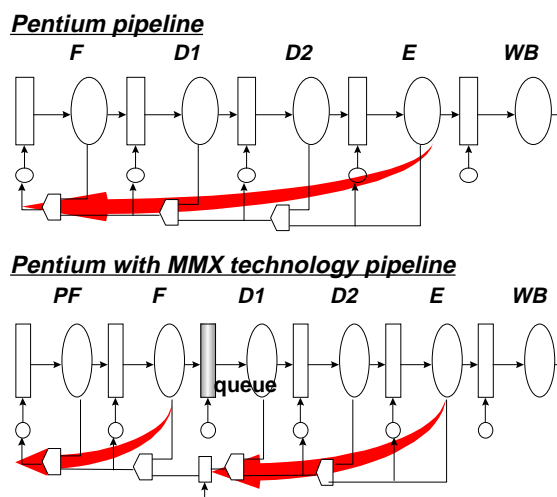 Pentium pipeline
F D1 D2 E WB
Pentium with MMX technology pipeline
PF F D1 D2 E WB
queue